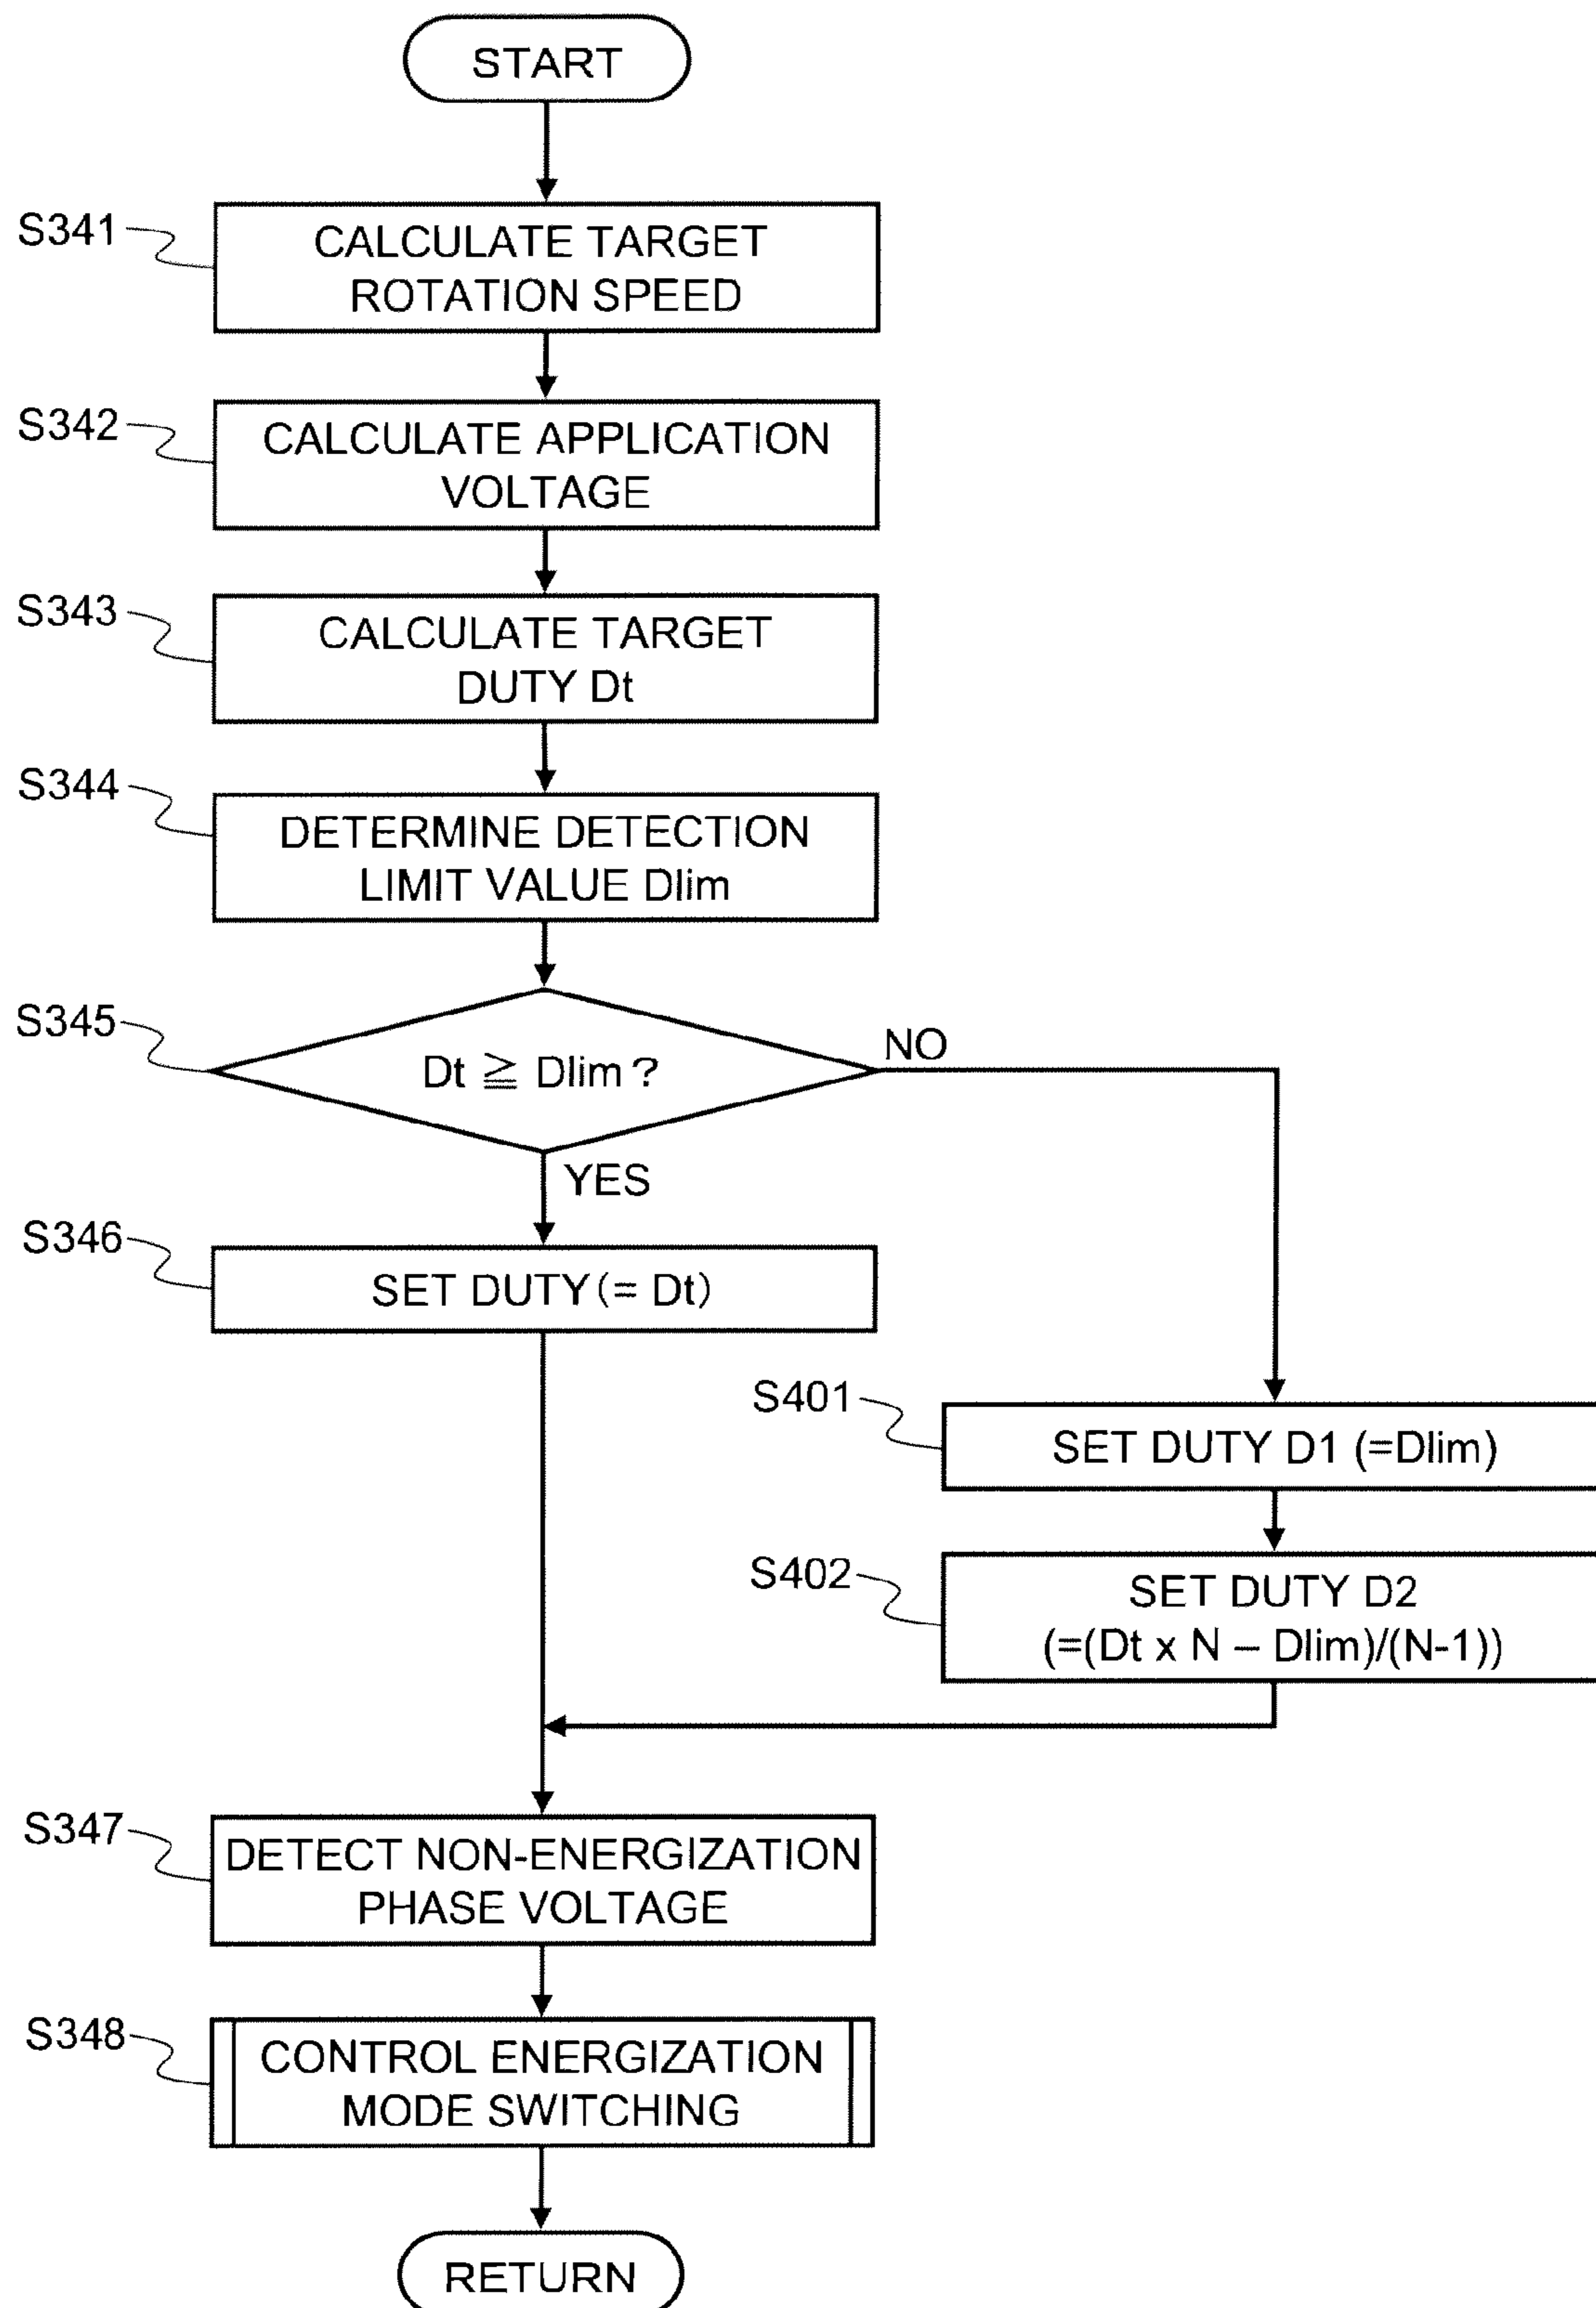 START
S341
CALCULATE TARGET
ROTATION SPEED
S342
CALCULATE APPLICATION
VOLTAGE
S343
CALCULATE TARGET
DUTY Dt
S344
DETERMINE DETECTION
LIMIT VALUE Dlim
S345
Dt ≧ Dlim ?
NO
YES
S346
SET DUTY (= Dt)
S401
SET DUTY D1 (=Dlim)
S402
SET DUTY D2
(=(Dt x N – Dlim)/(N-1))
S347
DETECT NON-ENERGIZATION
PHASE VOLTAGE
S348
CONTROL ENERGIZATION
MODE SWITCHING
RETURN